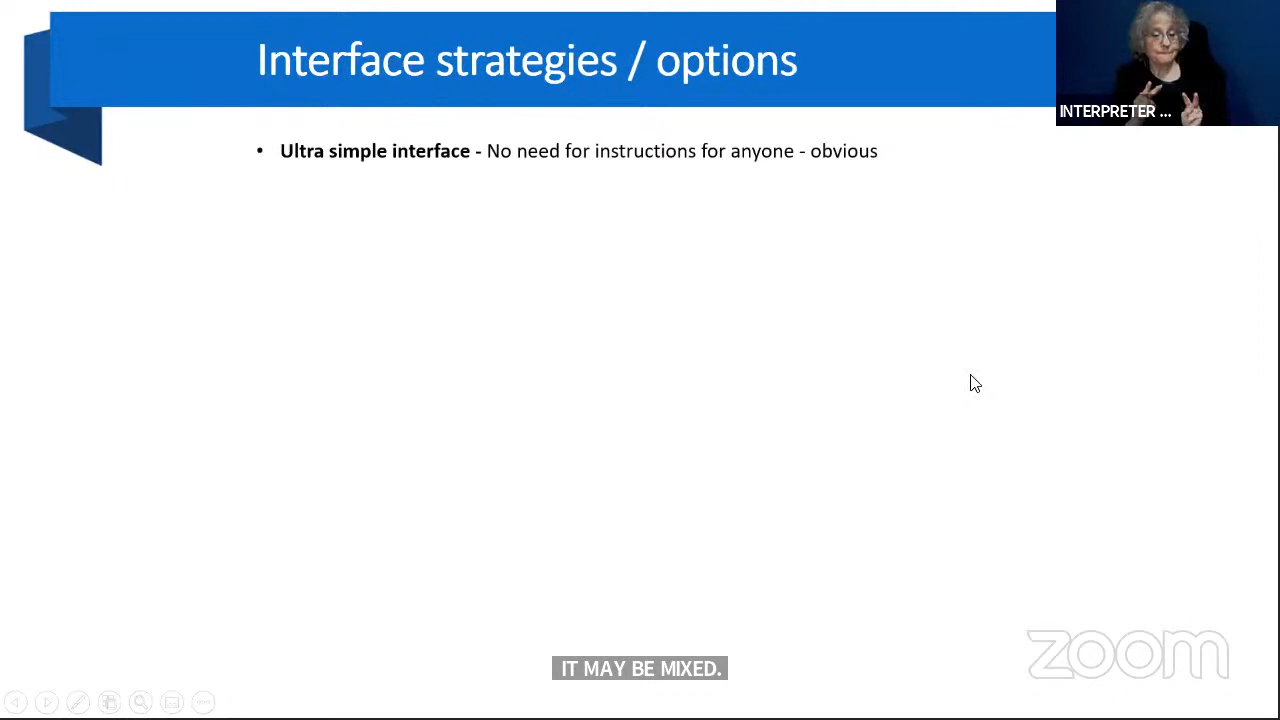 Interface strategies / options
INTERPRETER ...
• Ultra simple interface - No need for instructions for anyone - obvious
zoom
IT MAY BE MIXED.